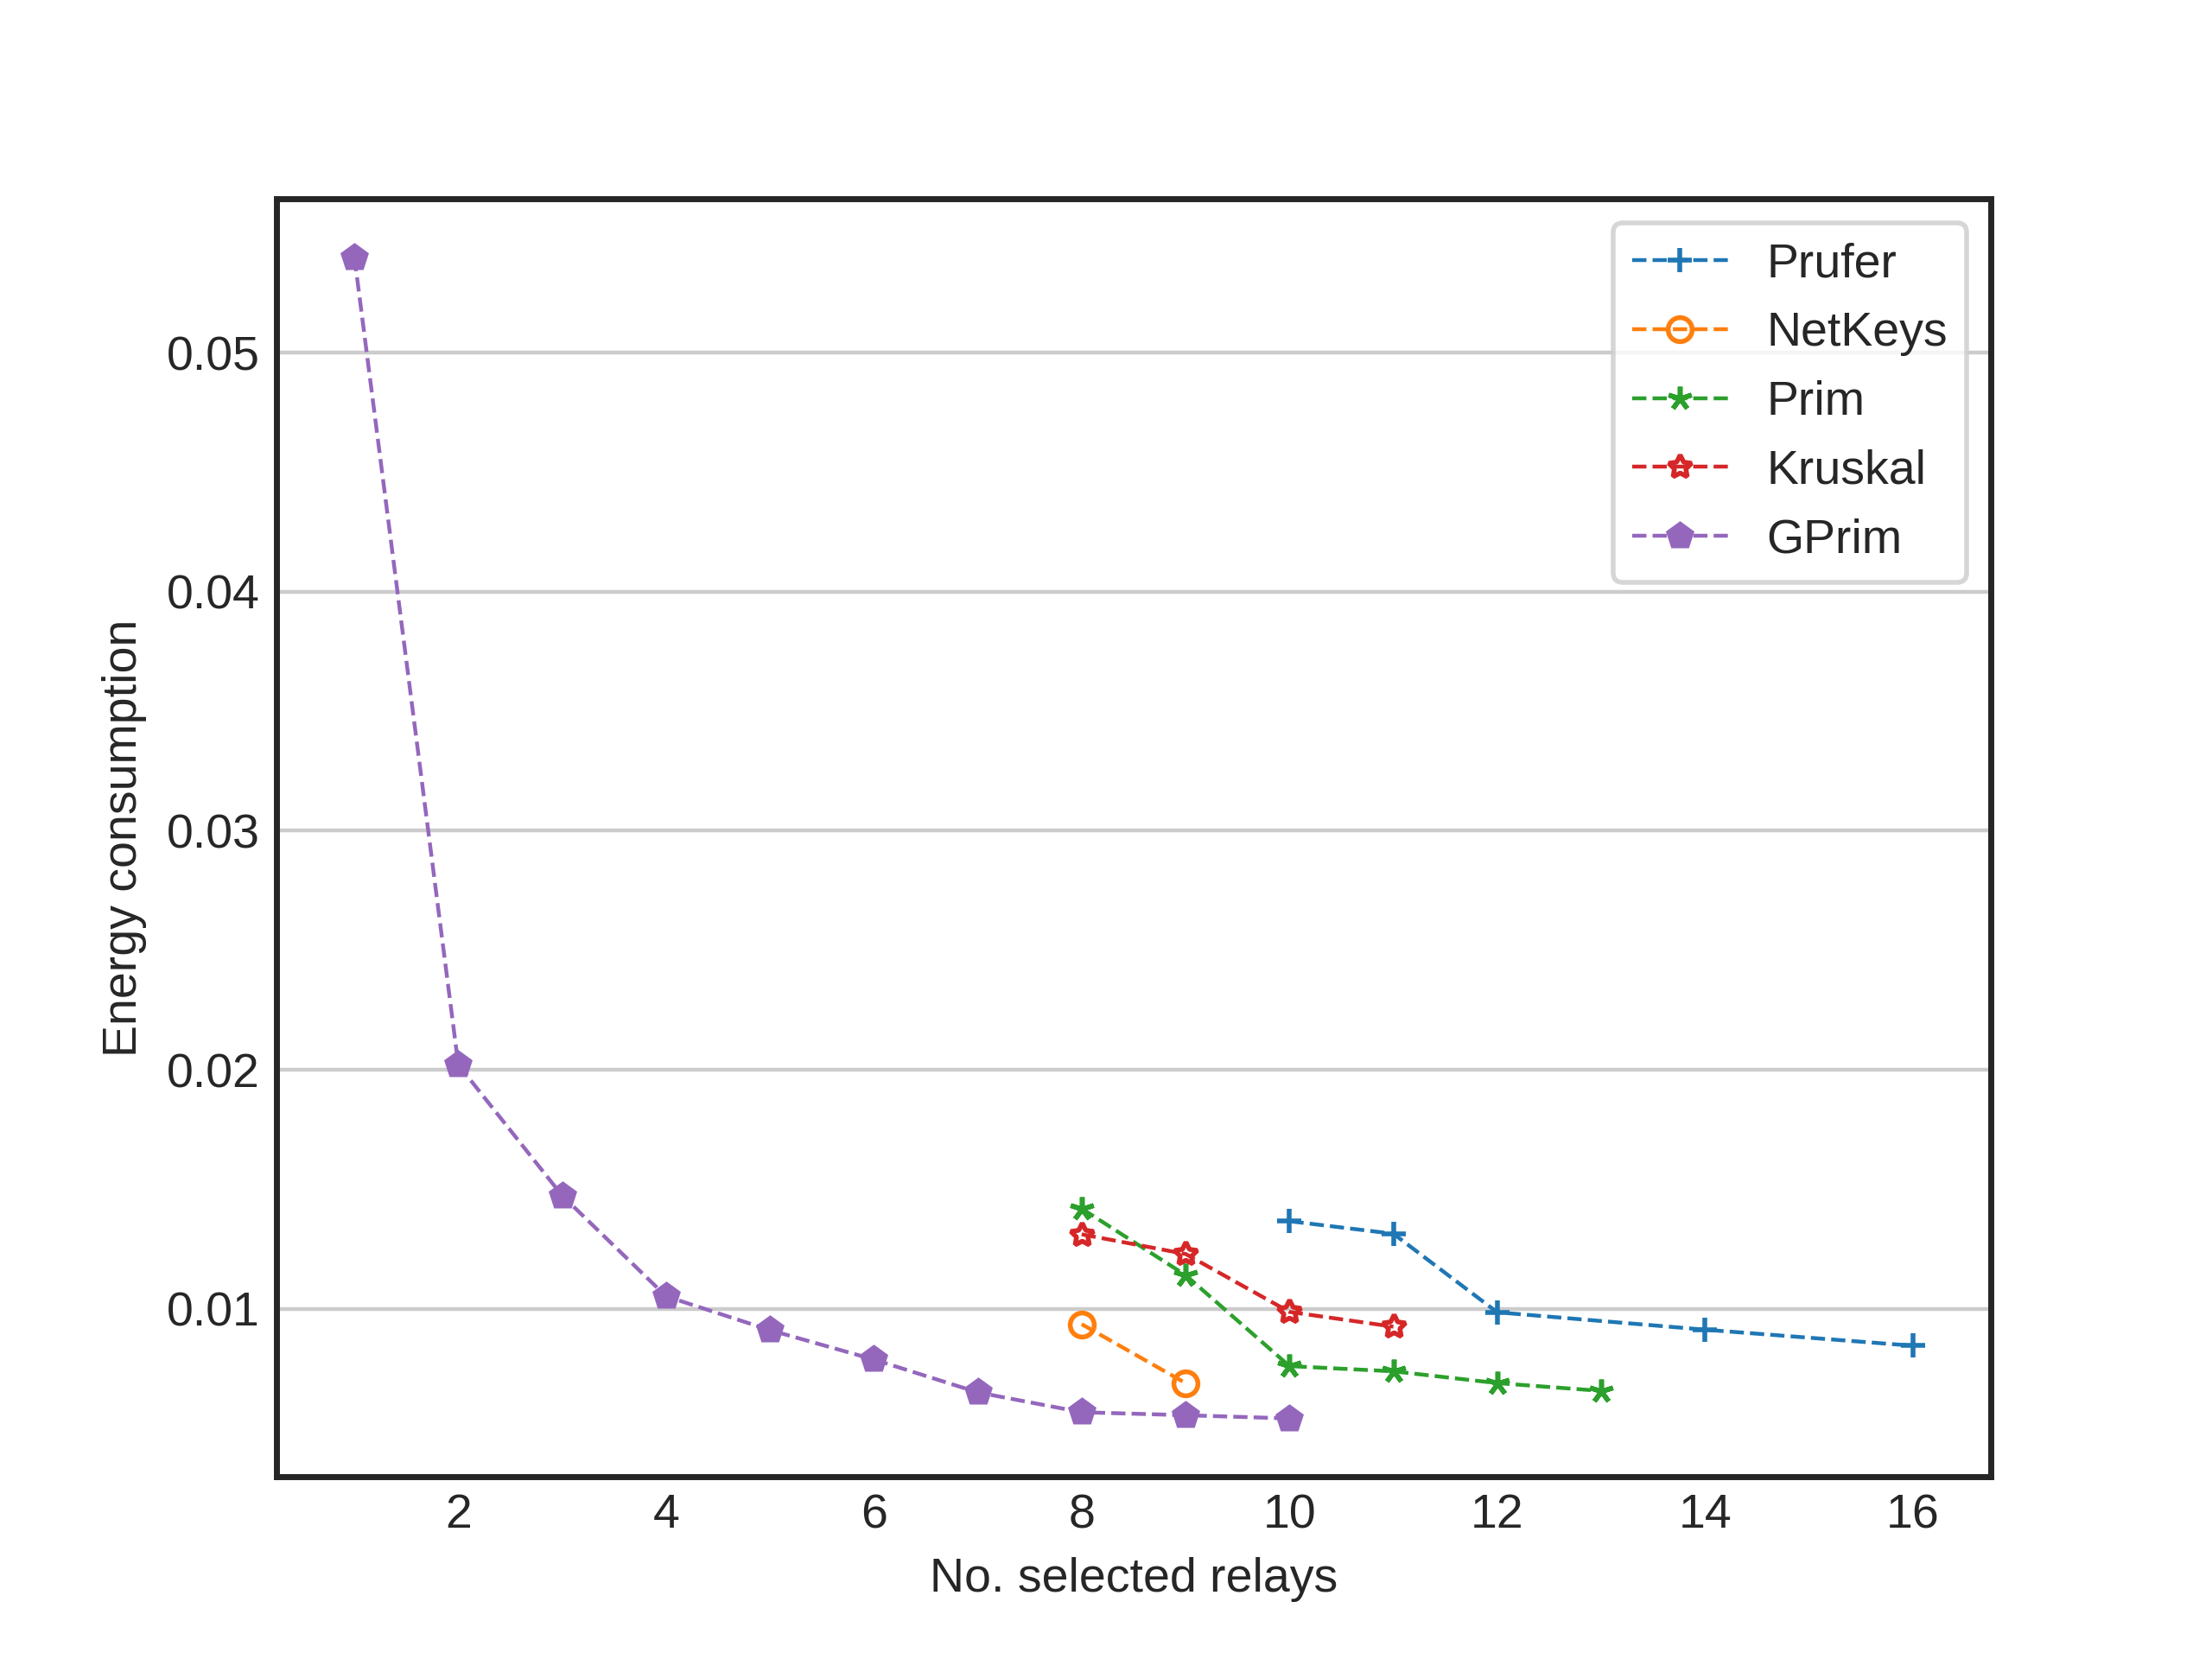 Prufer
NetKeys
Prim
Kruskal
GPrim
0.05
0.04
0.03
0.02
0.01
Energy consumption
2 4 6 8 10 12 14 16
No. selected relays